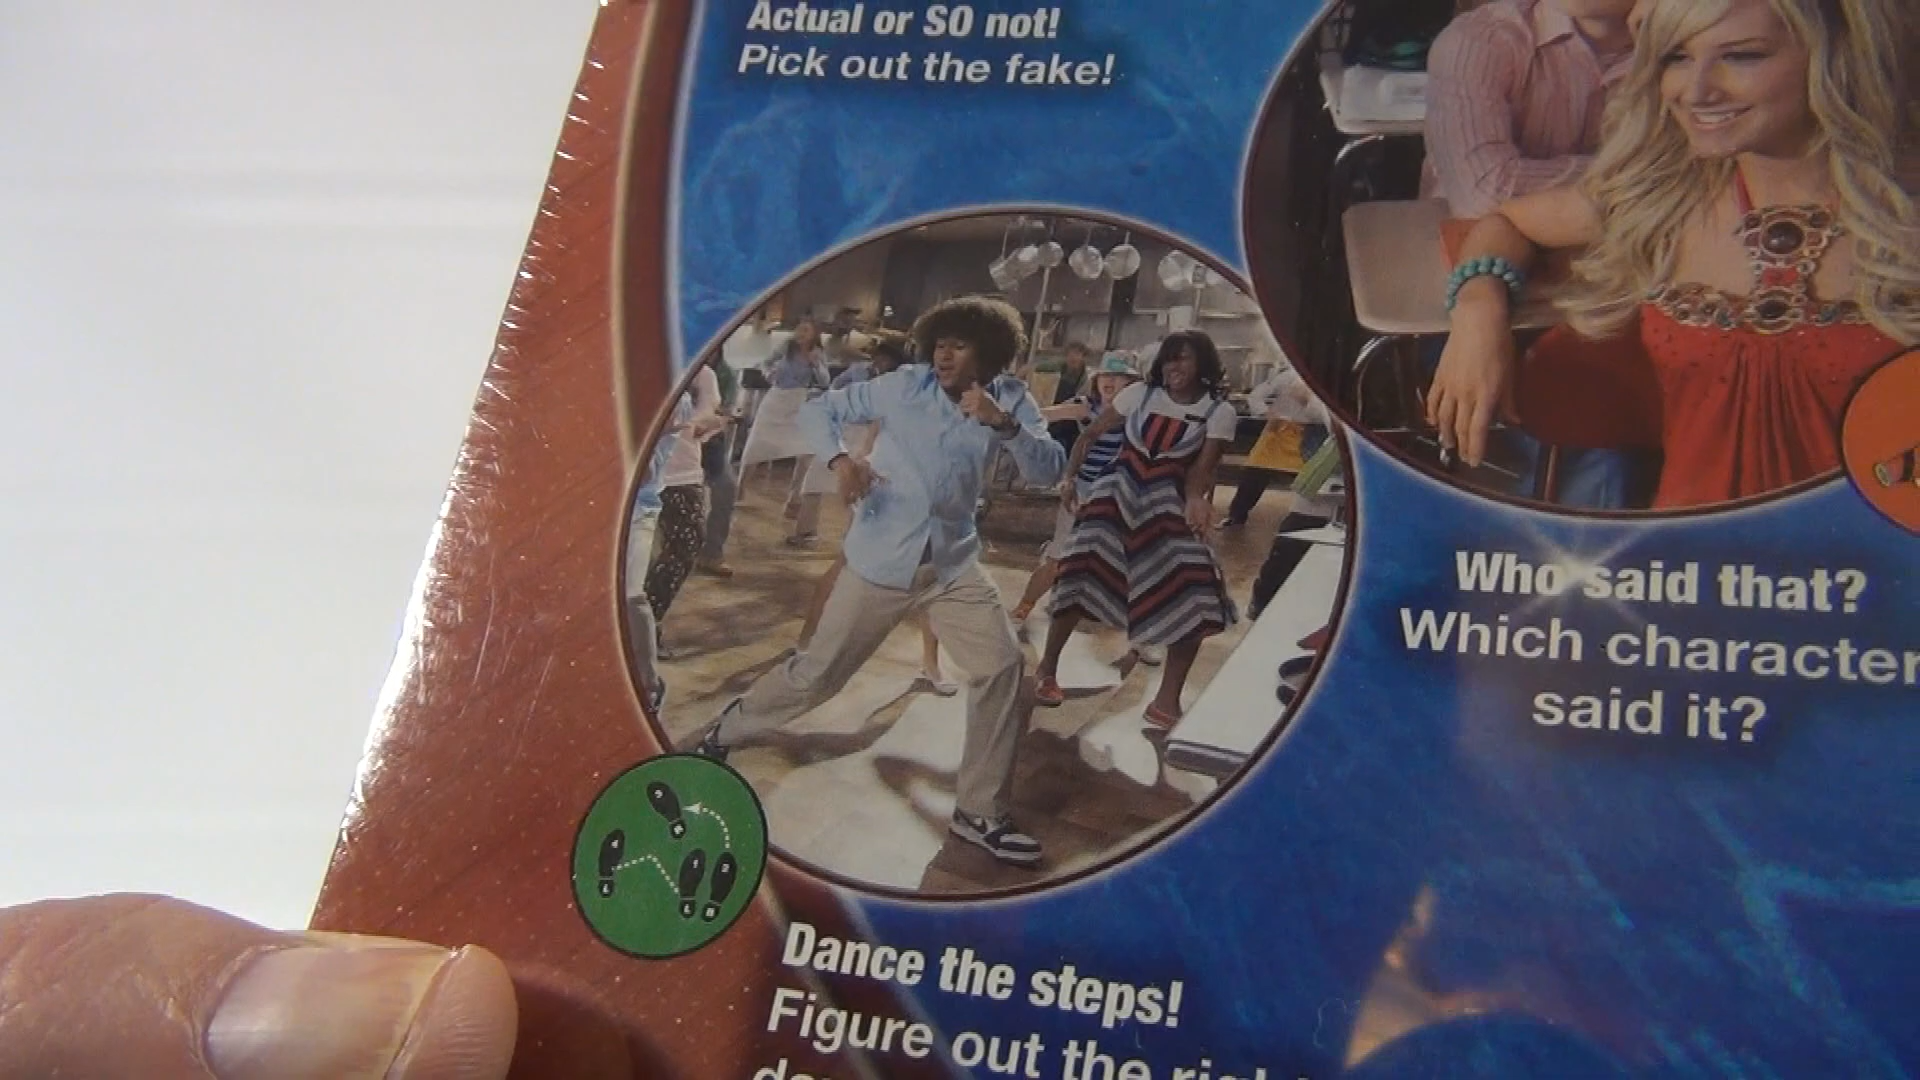 Actual or SO not!
Pick out the fake!
Who said that?
Which character
said it?
Dance the steps!
Figure out the